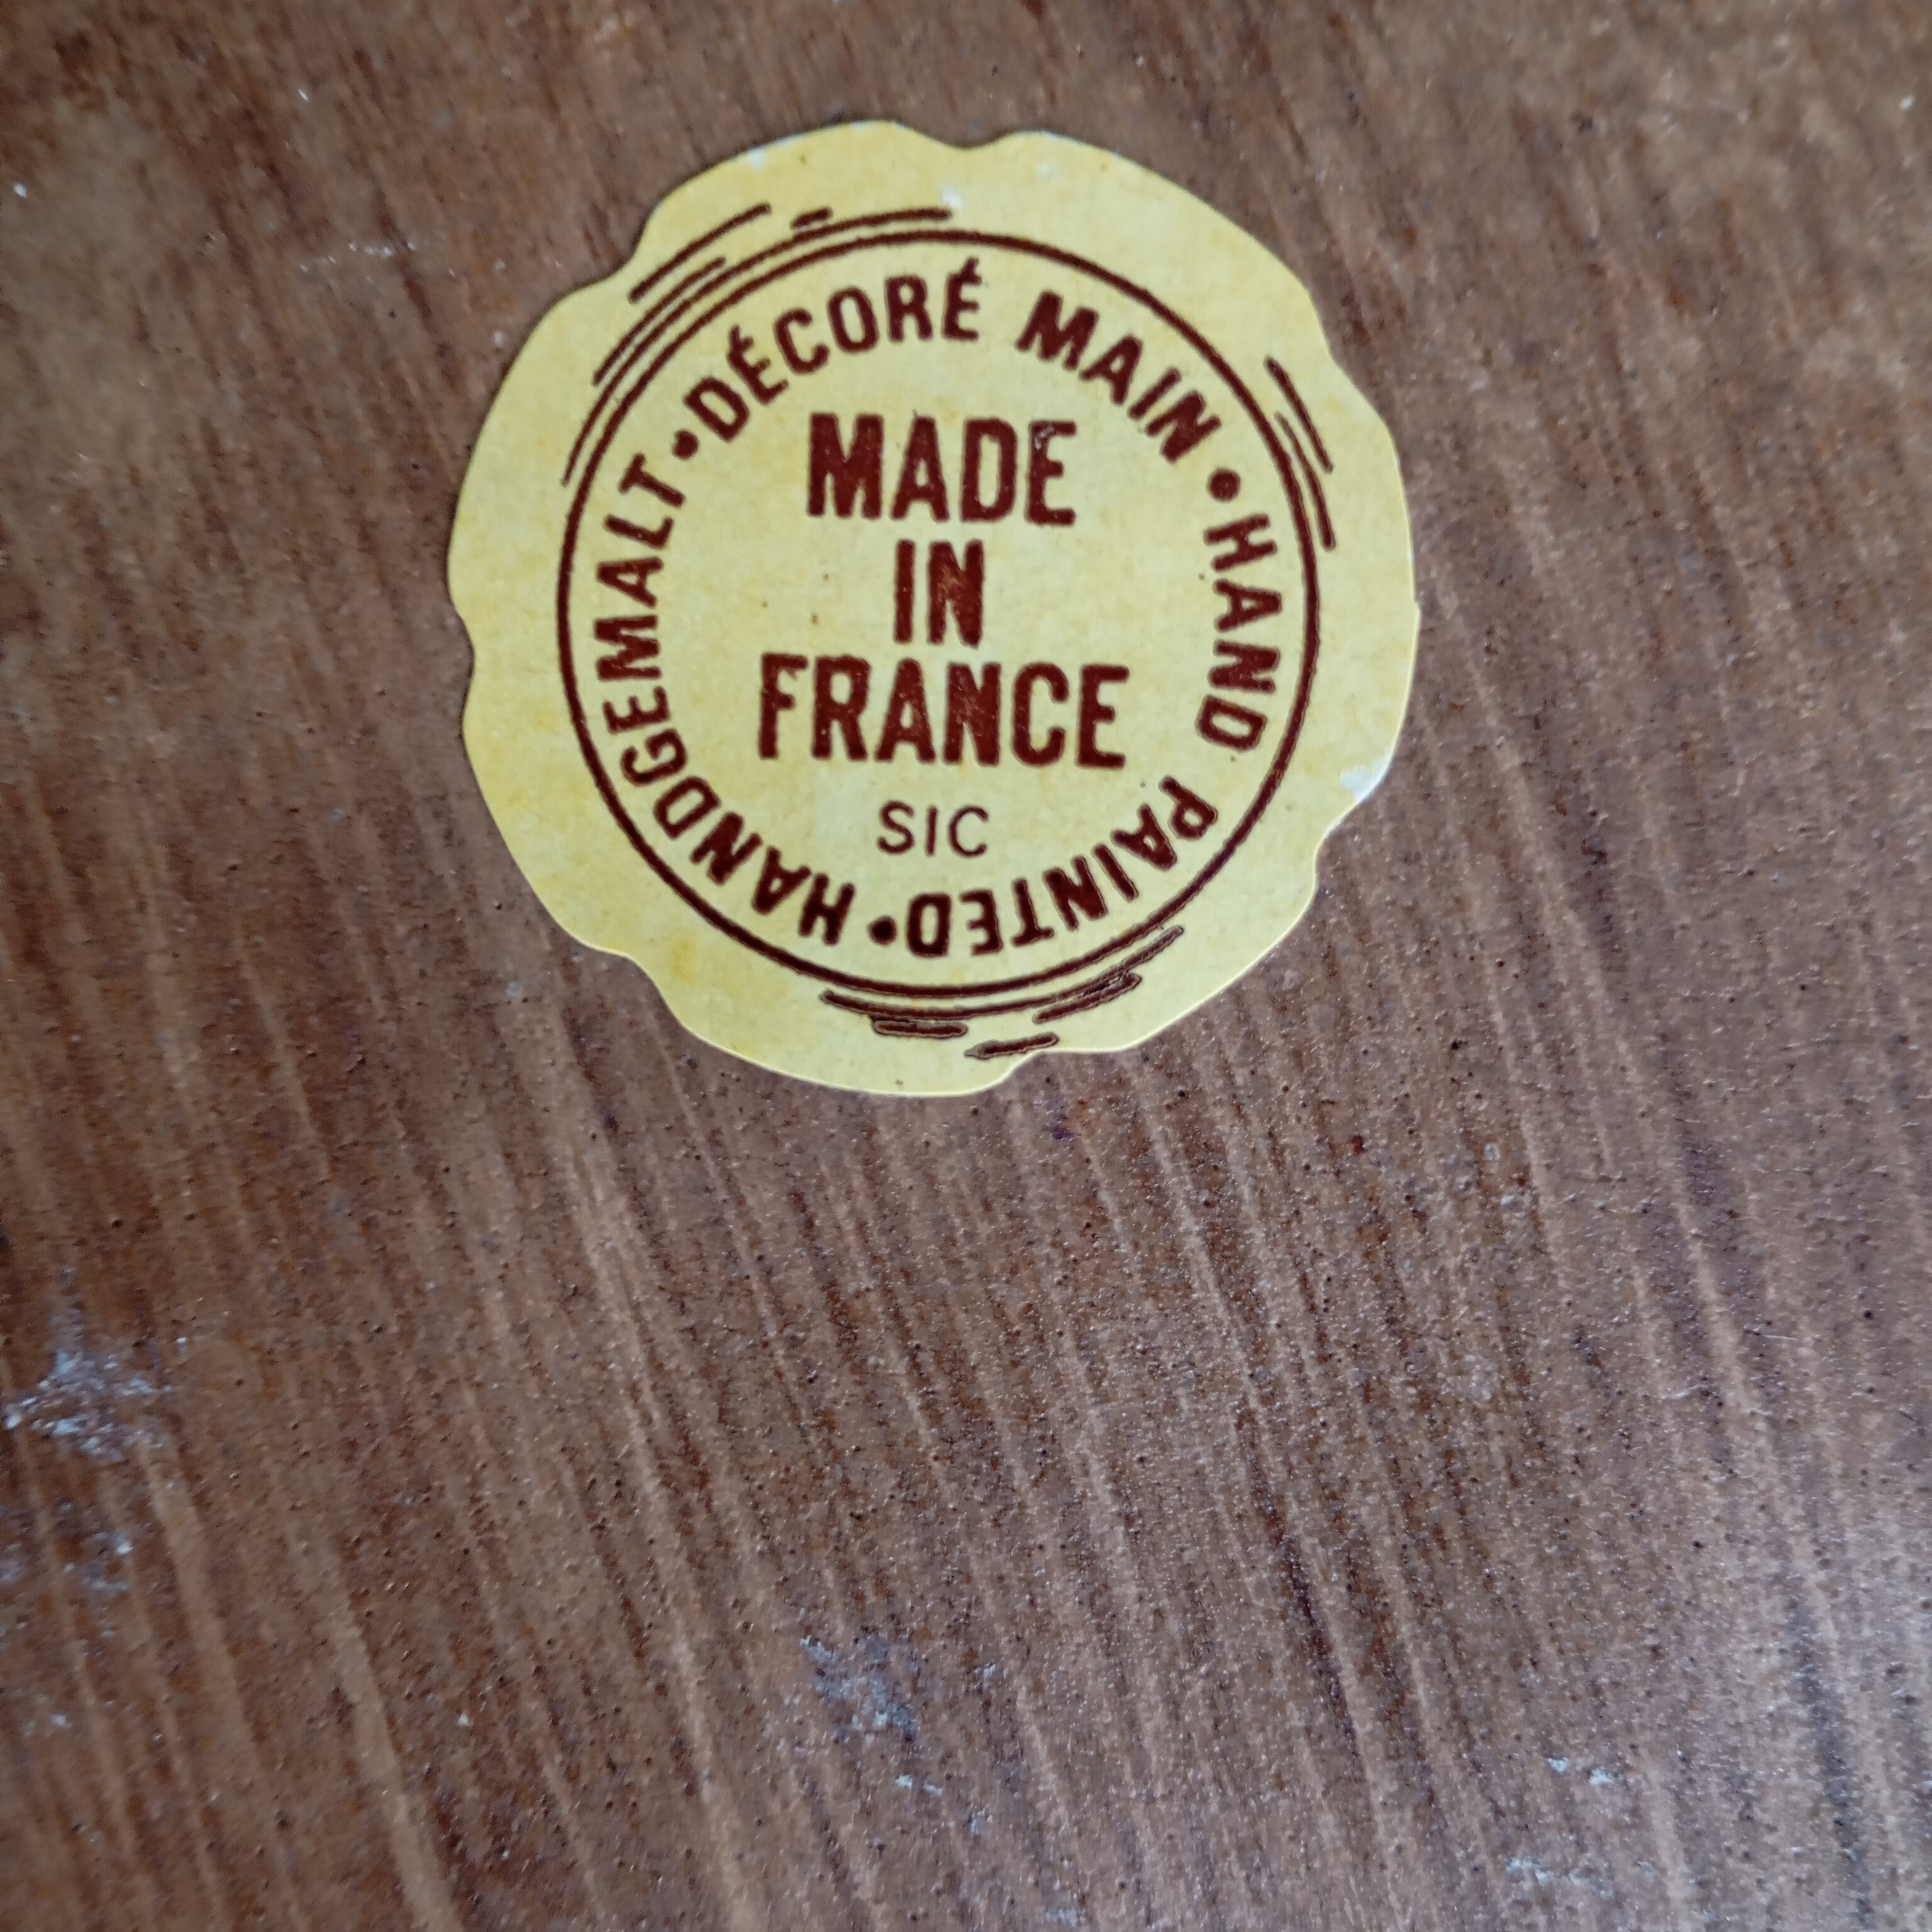 • DÉCORÉ MAIN • HAND PAINTED • HANDGEMALT
MADE
IN
FRANCE
SIC